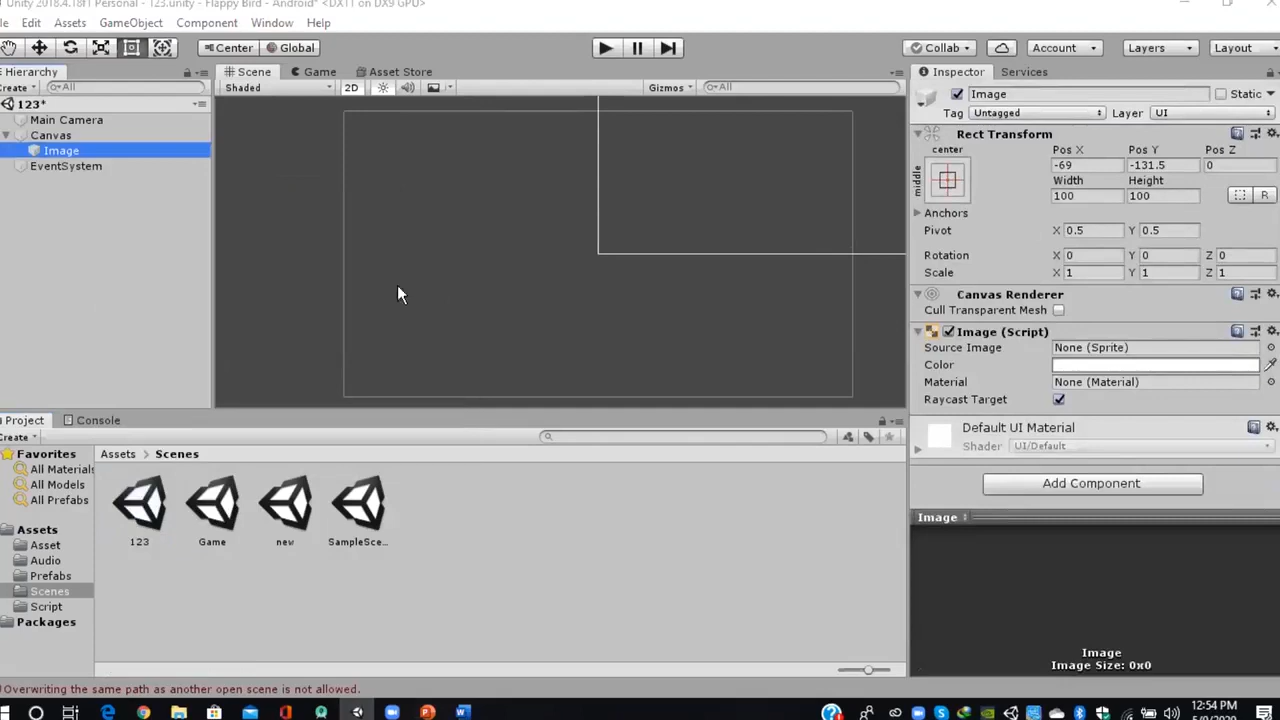 Unity 2018.4.18f1 Personal - 123.unity - Flappy Bird - Android* <DX11 on DX9 GPU>
Edit Assets GameObject Component Window Help
Center Global Collab Account Layers Layout
Hierarchy Scene Game Asset Store Inspector Services
All Shaded 2D Gizmos All Image Static
123*
Tag Untagged Layer UI
Main Camera
Canvas
Image
EventSystem
Rect Transform
center Pos X Pos Y Pos Z
middle -69 -131.5 0
Width Height
100 100 R
Anchors
Pivot X 0.5 Y 0.5
Rotation X 0 Y 0 Z 0
Scale X 1 Y 1 Z 1
Canvas Renderer
Cull Transparent Mesh
Image (Script)
Source Image None (Sprite)
Color
Material None (Material)
Raycast Target
Default UI Material
Shader UI/Default
Add Component
Image
Image
Image Size: 0x0
Project Console
Favorites
All Materials
All Models
All Prefabs
Assets
Asset
Audio
Prefabs
Scenes
Script
Packages
Assets > Scenes
123 Game new SampleSce...
Overwriting the same path as another open scene is not allowed.
12:54 PM